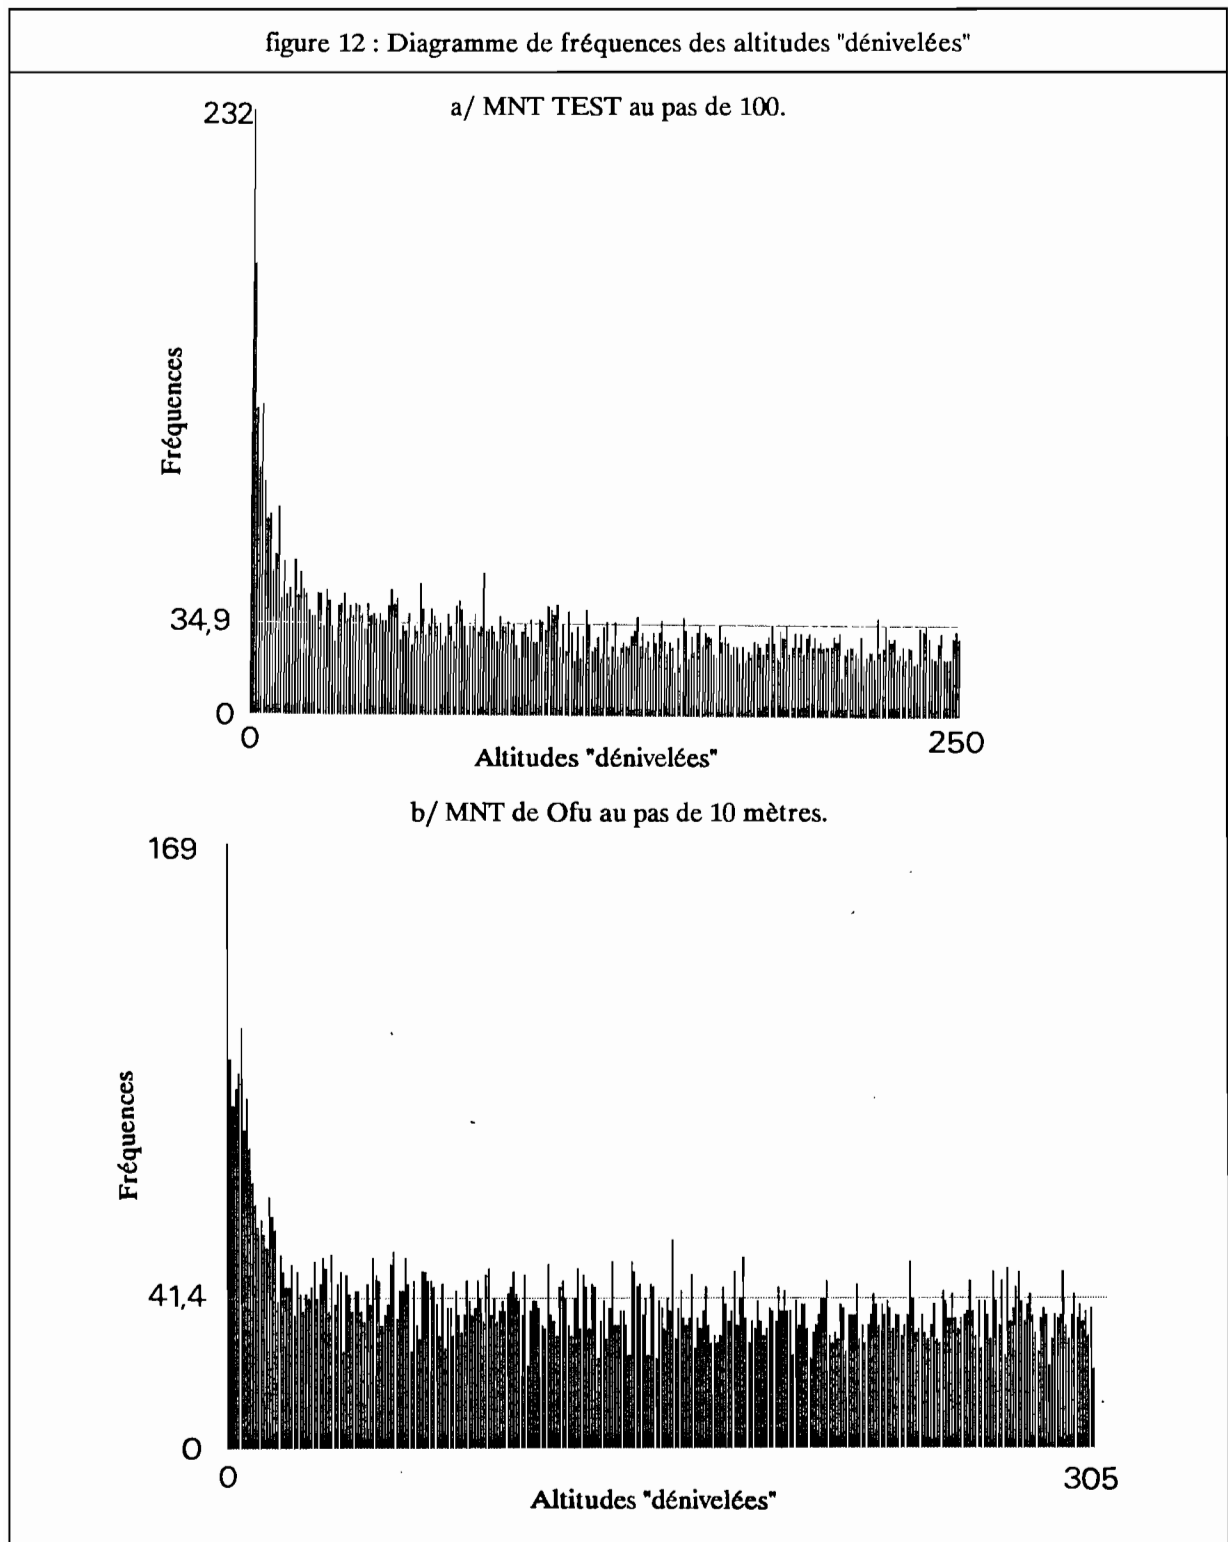 figure 12 : Diagramme de fréquences des altitudes "dénivelées"
a/ MNT TEST au pas de 100.
232
Fréquences
34,9
0
0
250
Altitudes "dénivelées"
b/ MNT de Ofu au pas de 10 mètres.
169
Fréquences
41,4
0
0
305
Altitudes "dénivelées"